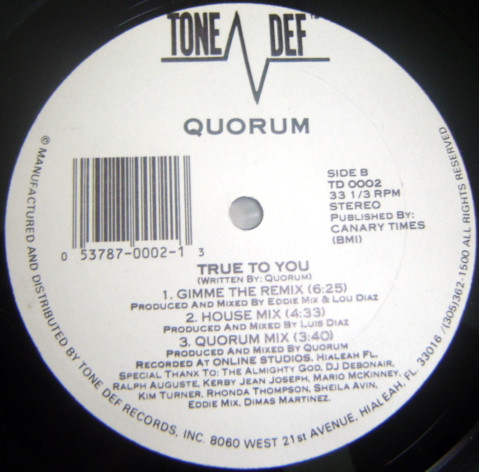 TONE DEF™
QUORUM
SIDE B
TD 0002
33 1/3 RPM
STEREO
PUBLISHED BY:
CANARY TIMES
(BMI)
0 53787-0002-1 3
TRUE TO YOU
(WRITTEN BY: QUORUM)
1. GIMME THE REMIX (6:25)
PRODUCED AND MIXED BY EDDIE MIX & LOU DIAZ
2. HOUSE MIX (4:33)
PRODUCED AND MIXED BY LUIS DIAZ
3. QUORUM MIX (3:40)
PRODUCED AND MIXED BY QUORUM
RECORDED AT ONLINE STUDIOS, HIALEAH FL.
SPECIAL THANX TO: THE ALMIGHTY GOD, DJ DEBONAIR,
RALPH AUGUSTE, KERBY JEAN JOSEPH, MARIO MCKINNEY,
KIM TURNER, RHONDA THOMPSON, SHEILA AVIN,
EDDIE MIX, DIMAS MARTINEZ.
© MANUFACTURED AND DISTRIBUTED BY TONE DEF RECORDS, INC. 8060 WEST 21st AVENUE, HIALEAH, FL. 33016 / (305)362-1500 ALL RIGHTS RESERVED